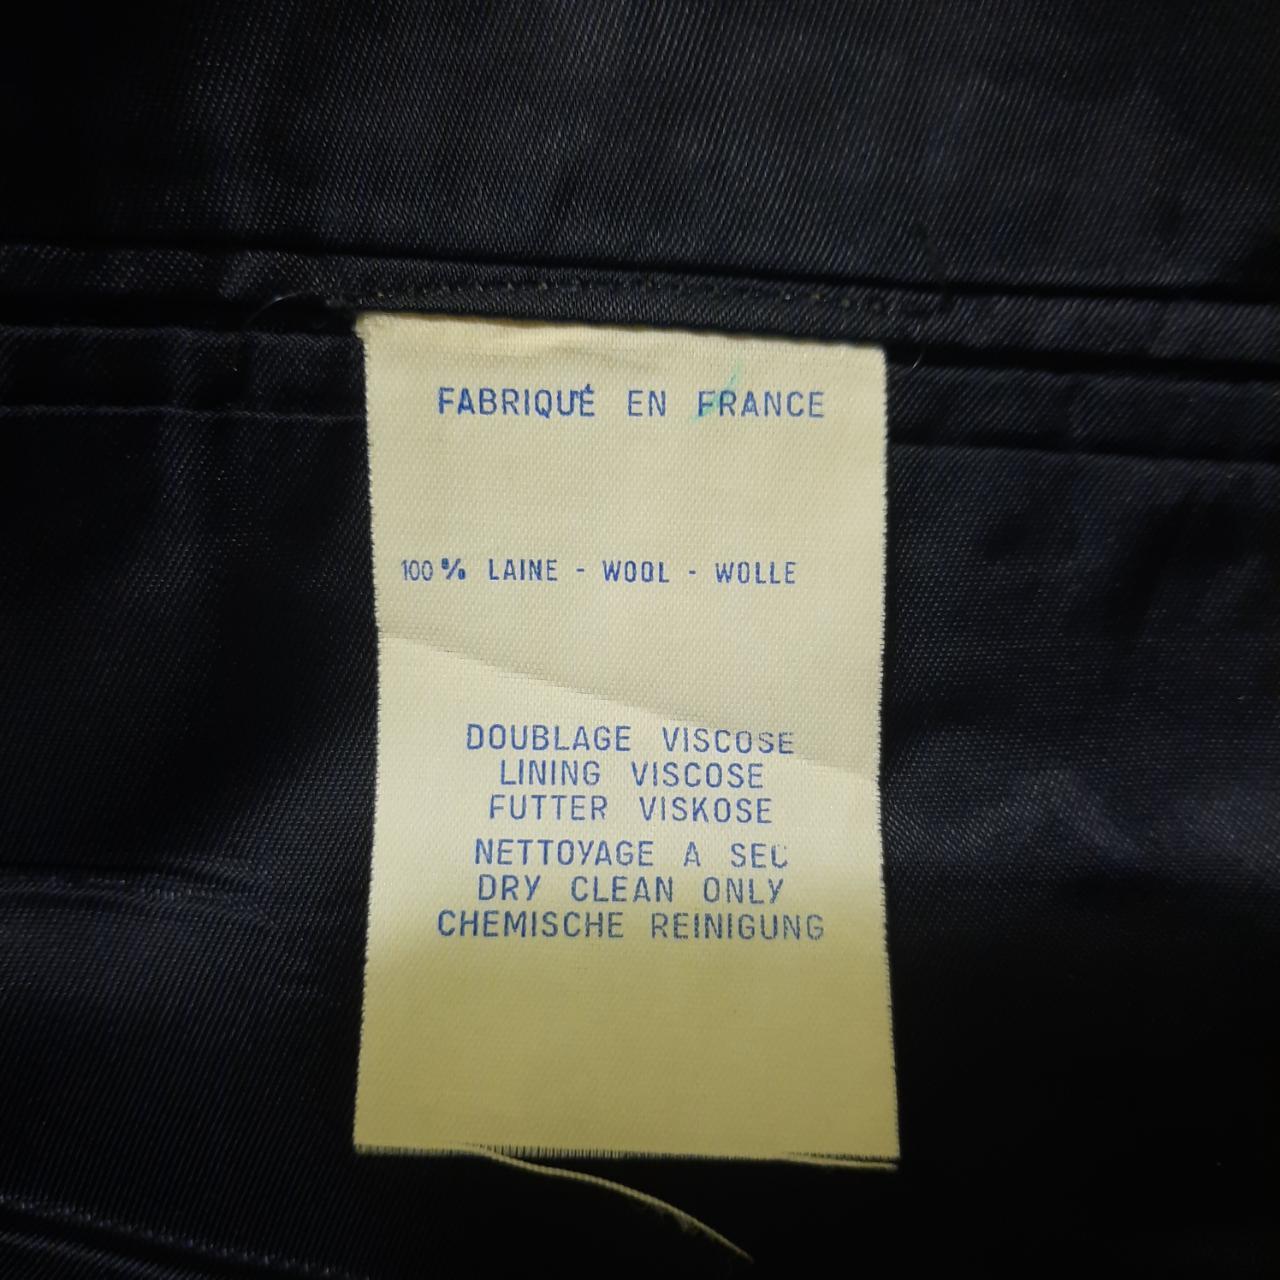 FABRIQUÉ EN FRANCE
100% LAINE - WOOL - WOLLE
DOUBLAGE VISCOSE
LINING VISCOSE
FUTTER VISKOSE
NETTOYAGE A SEC
DRY CLEAN ONLY
CHEMISCHE REINIGUNG